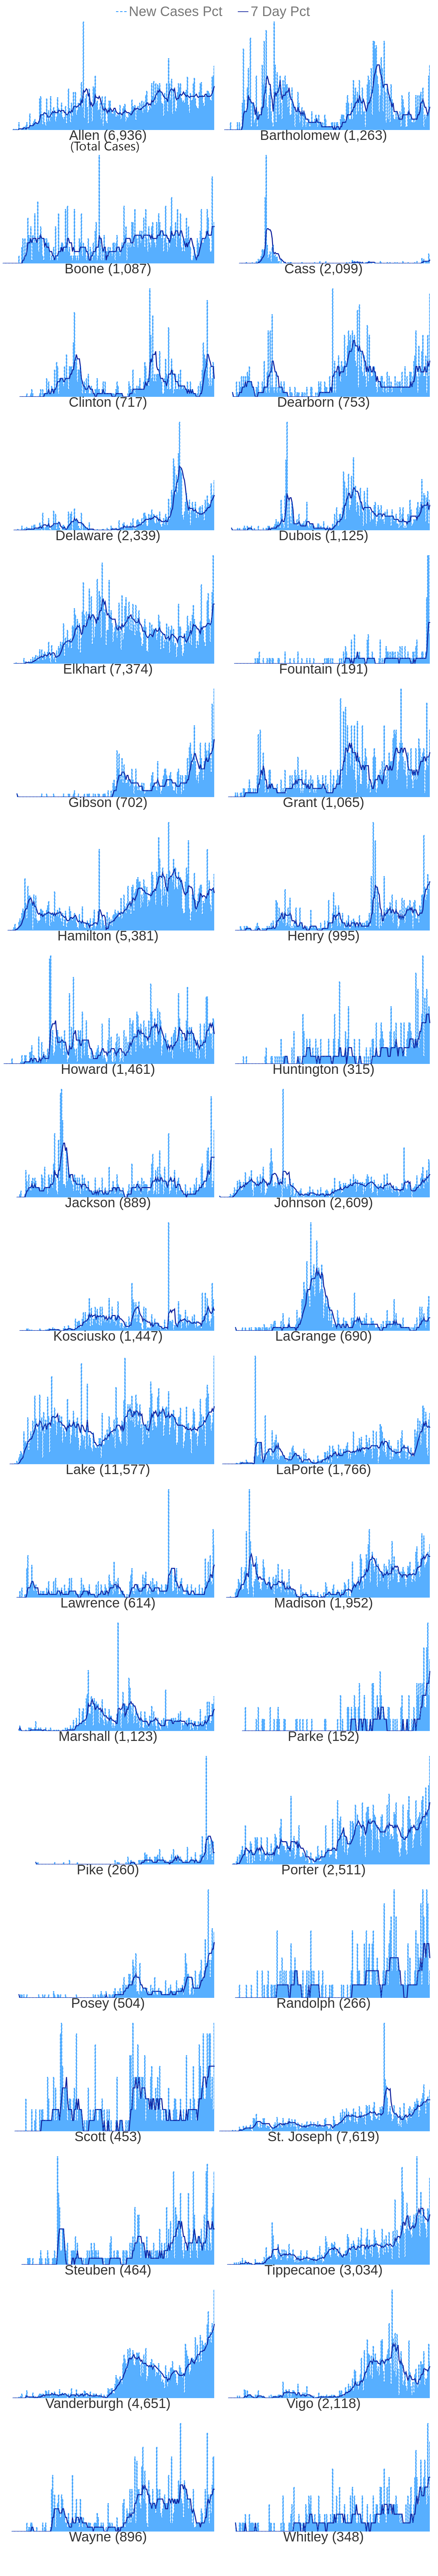 New Cases Pct 7 Day Pct
Allen (6,936) Bartholomew (1,263)
(Total Cases)
Boone (1,087) Cass (2,099)
Clinton (717) Dearborn (753)
Delaware (2,339) Dubois (1,125)
Elkhart (7,374) Fountain (191)
Gibson (702) Grant (1,065)
Hamilton (5,381) Henry (995)
Howard (1,461) Huntington (315)
Jackson (889) Johnson (2,609)
Kosciusko (1,447) LaGrange (690)
Lake (11,577) LaPorte (1,766)
Lawrence (614) Madison (1,952)
Marshall (1,123) Parke (152)
Pike (260) Porter (2,511)
Posey (504) Randolph (266)
Scott (453) St. Joseph (7,619)
Steuben (464) Tippecanoe (3,034)
Vanderburgh (4,651) Vigo (2,118)
Wayne (896) Whitley (348)